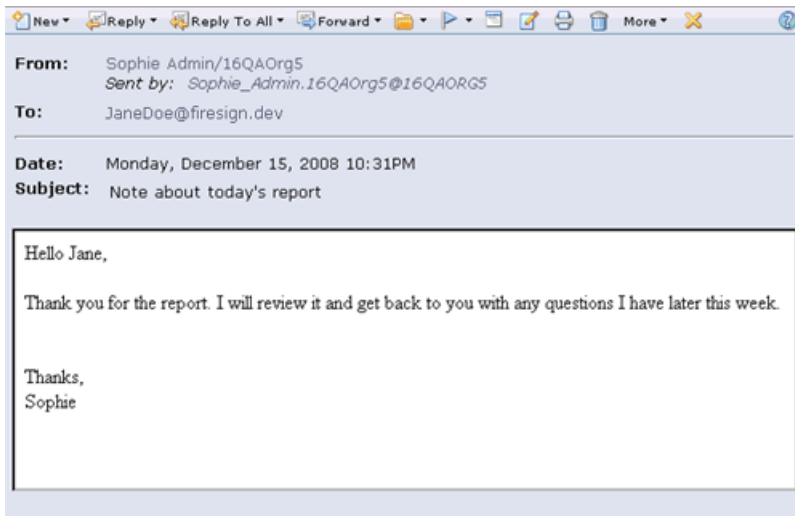 New Reply Reply To All Forward More
From: Sophie Admin/16QAOrg5
Sent by: Sophie_Admin.16QAOrg5@16QAORG5
To: JaneDoe@firesign.dev
Date: Monday, December 15, 2008 10:31PM
Subject: Note about today's report
Hello Jane,
Thank you for the report. I will review it and get back to you with any questions I have later this week.
Thanks,
Sophie